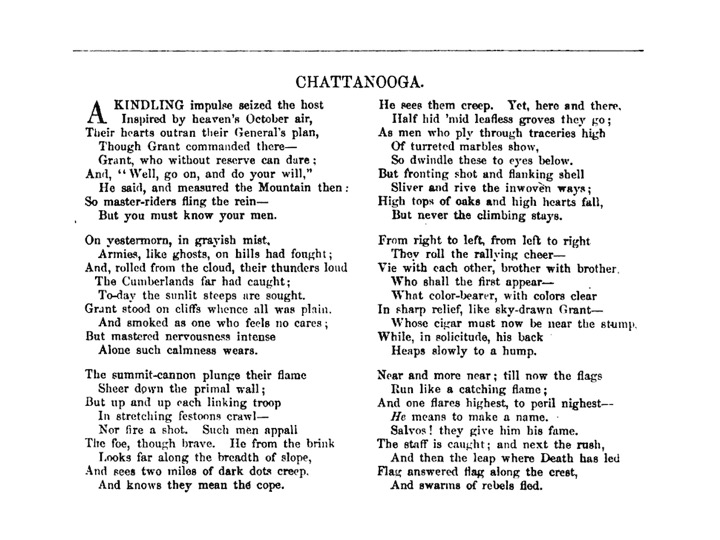 CHATTANOOGA.
A KINDLING impulse seized the host
Inspired by heaven's October air,
Their hearts outran their General's plan,
Though Grant commanded there—
Grant, who without reserve can dare;
And, "Well, go on, and do your will,"
He said, and measured the Mountain then:
So master-riders fling the rein—
But you must know your men.
On yestermorn, in grayish mist,
Armies, like ghosts, on hills had fought;
And, rolled from the cloud, their thunders loud
The Cumberlands far had caught;
To-day the sunlit steeps are sought.
Grant stood on cliffs whence all was plain.
And smoked as one who feels no cares;
But mastered nervousness intense
Alone such calmness wears.
The summit-cannon plunge their flame
Sheer down the primal wall;
But up and up each linking troop
In stretching festoons crawl—
Nor fire a shot. Such men appall
The foe, though brave. He from the brink
Looks far along the breadth of slope,
And sees two miles of dark dots creep.
And knows they mean the cope.
He sees them creep. Yet, here and there,
Half hid 'mid leafless groves they go;
As men who ply through traceries high
Of turreted marbles show,
So dwindle these to eyes below.
But fronting shot and flanking shell
Sliver and rive the inwoven ways;
High tops of oaks and high hearts fall,
But never the climbing stays.
From right to left, from left to right
They roll the rallying cheer—
Vie with each other, brother with brother,
Who shall the first appear—
What color-bearer, with colors clear
In sharp relief, like sky-drawn Grant—
Whose cigar must now be near the stump.
While, in solicitude, his back
Heaps slowly to a hump.
Near and more near; till now the flags
Run like a catching flame;
And one flares highest, to peril nighest—
He means to make a name.
Salvos! they give him his fame.
The staff is caught; and next the rush,
And then the leap where Death has led
Flag answered flag along the crest,
And swarms of rebels fled.